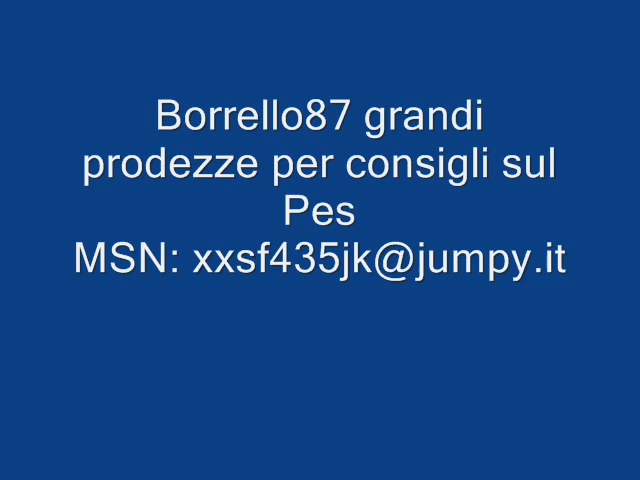 Borrello87 grandi
prodezze per consigli sul
Pes
MSN: xxsf435jk@jumpy.it